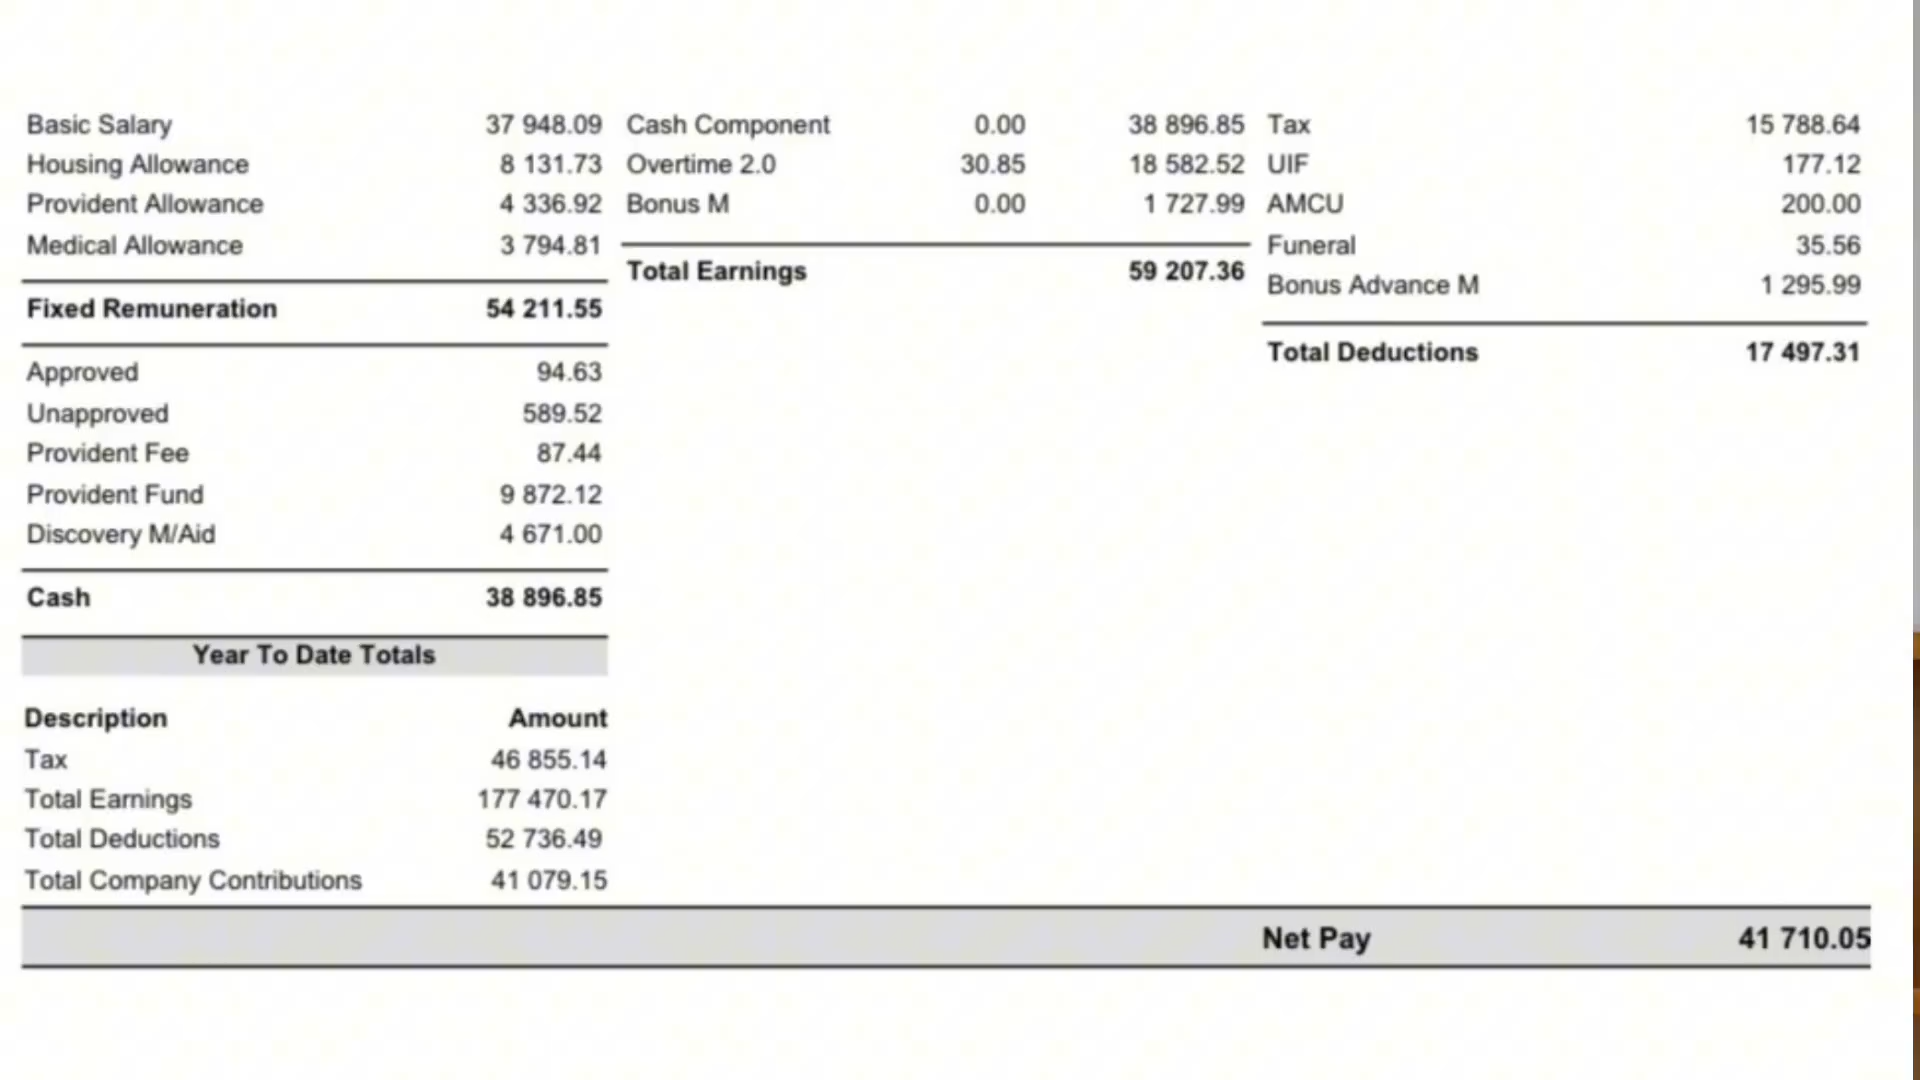 Basic Salary 37 948.09
Housing Allowance 8 131.73
Provident Allowance 4 336.92
Medical Allowance 3 794.81
Fixed Remuneration 54 211.55
Approved 94.63
Unapproved 589.52
Provident Fee 87.44
Provident Fund 9 872.12
Discovery M/Aid 4 671.00
Cash 38 896.85
Year To Date Totals
Description Amount
Tax 46 855.14
Total Earnings 177 470.17
Total Deductions 52 736.49
Total Company Contributions 41 079.15
Cash Component 0.00 38 896.85
Overtime 2.0 30.85 18 582.52
Bonus M 0.00 1 727.99
Total Earnings 59 207.36
Tax 15 788.64
UIF 177.12
AMCU 200.00
Funeral 35.56
Bonus Advance M 1 295.99
Total Deductions 17 497.31
Net Pay 41 710.05